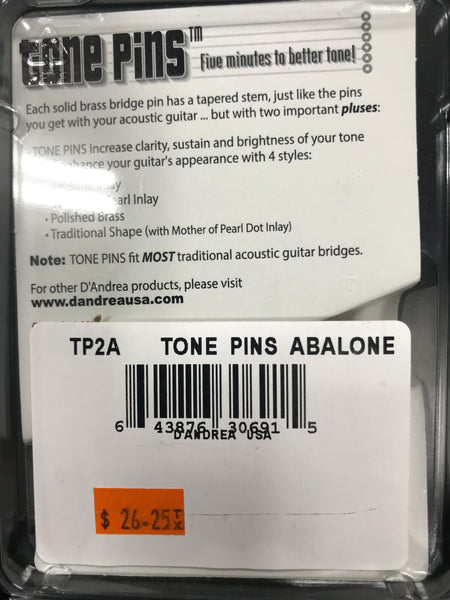 tone Pins™
Five minutes to better tone!
Each solid brass bridge pin has a tapered stem, just like the pins
you get with your acoustic guitar ... but with two important pluses:
• TONE PINS increase clarity, sustain and brightness of your tone
your guitar's appearance with 4 styles:
Inlay
Pearl Inlay
• Polished Brass
• Traditional Shape (with Mother of Pearl Dot Inlay)
Note: TONE PINS fit MOST traditional acoustic guitar bridges.
For other D'Andrea products, please visit
www.dandreausa.com
TP2A TONE PINS ABALONE
6 43876 30691 5
D'ANDREA USA
$ 26.25 TX